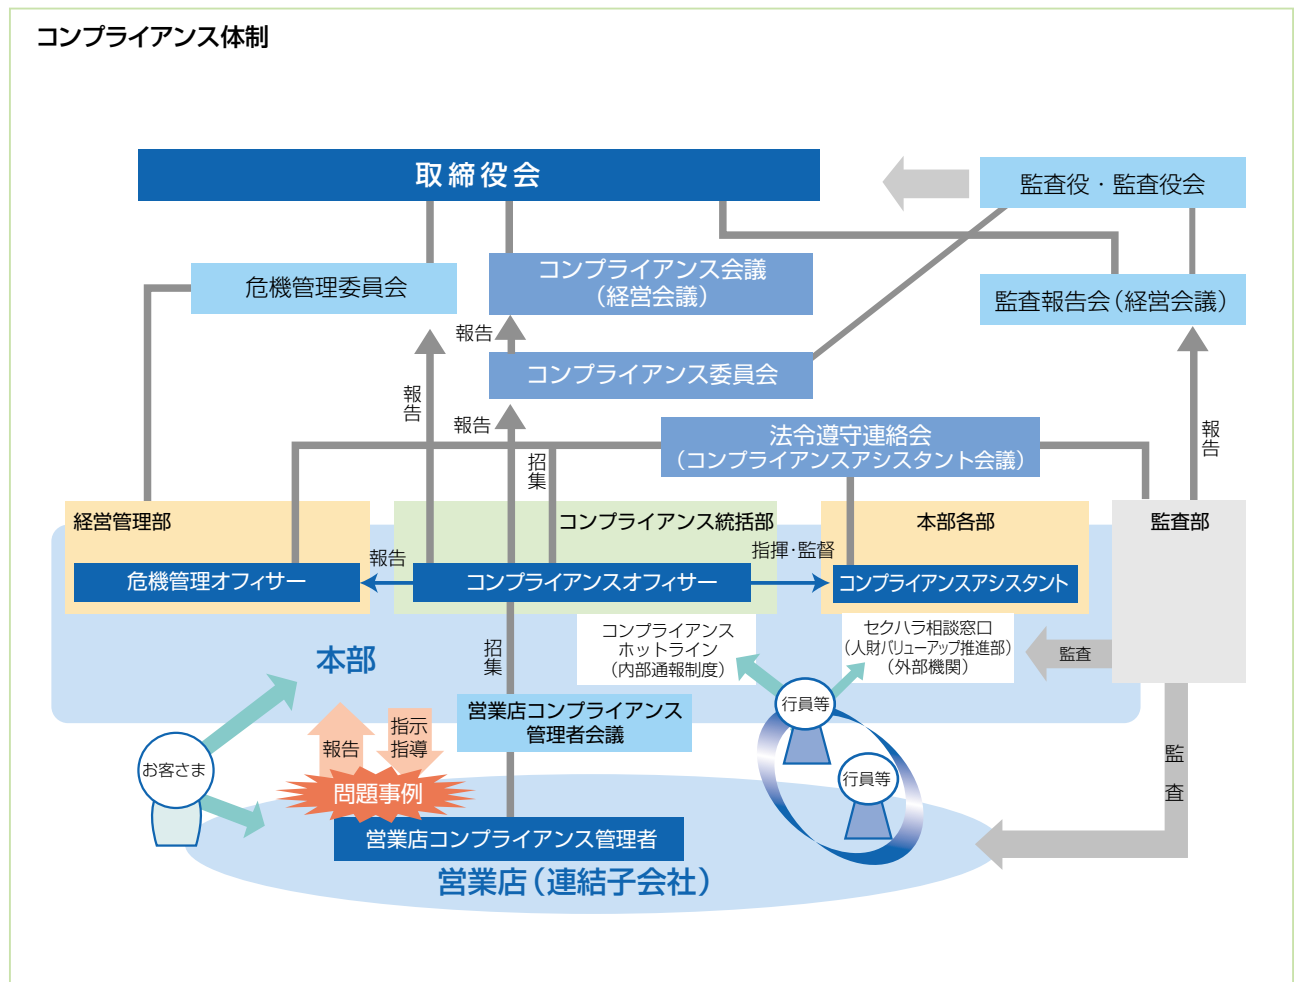 コンプライアンス体制
取締役会
監査役・監査役会
危機管理委員会
コンプライアンス会議
（経営会議）
監査報告会（経営会議）
報告
コンプライアンス委員会
報告
報告
報告
法令遵守連絡会
（コンプライアンスアシスタント会議）
招集
経営管理部
コンプライアンス統括部
本部各部
監査部
報告
指揮・監督
危機管理オフィサー
コンプライアンスオフィサー
コンプライアンスアシスタント
コンプライアンス
ホットライン
（内部通報制度）
セクハラ相談窓口
（人財バリューアップ推進部）
（外部機関）
監査
招集
本部
営業店コンプライアンス
管理者会議
行員等
報告
指示
指導
お客さま
問題事例
行員等
監査
営業店コンプライアンス管理者
営業店（連結子会社）